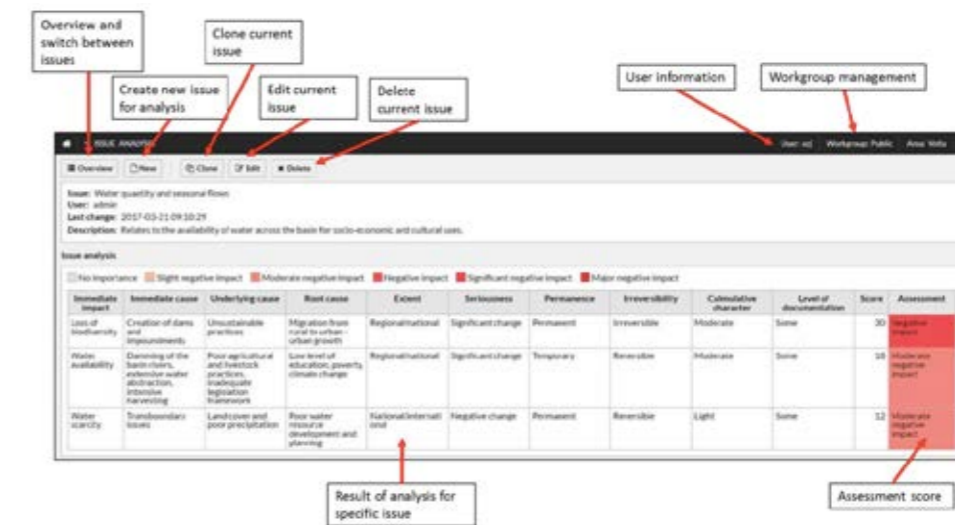 Overview and
switch between
issues
Clone current
issue
Create new issue
for analysis
Edit current
issue
Delete
current issue
User information
Workgroup management
ISSUE ANALYSIS
User: Workgroup: Public Area: Volta
Overview New Clone Edit Delete
Issue: Water quantity and seasonal flows
User: admin
Last change: 2017-03-21 09:10:29
Description: Relates to the availability of water across the basin for socio-economic and cultural uses.
Issue analysis
No importance Slight negative impact Moderate negative impact Negative impact Significant negative impact Major negative impact
Immediate impact Immediate cause Underlying cause Root cause Extent Seriousness Permanence Irreversibility Culmulative character Level of documentation Score Assessment
Loss of biodiversity Creation of dams and impoundments Unsustainable practices Migration from rural to urban - urban growth Regional/national Significant change Permanent Irreversible Moderate Some 20 Negative impact
Water availability Damming of the basin rivers, extensive water abstraction, intensive harvesting Poor agricultural and livestock practices, inadequate legislation framework Low level of education, poverty, climate change Regional/national Significant change Temporary Reversible Moderate Some 18 Moderate negative impact
Water scarcity Transboundary issues Landcover and poor precipitation Poor water resource development and planning National/International Negative change Permanent Reversible Light Some 12 Moderate negative impact
Result of analysis for
specific issue
Assessment score